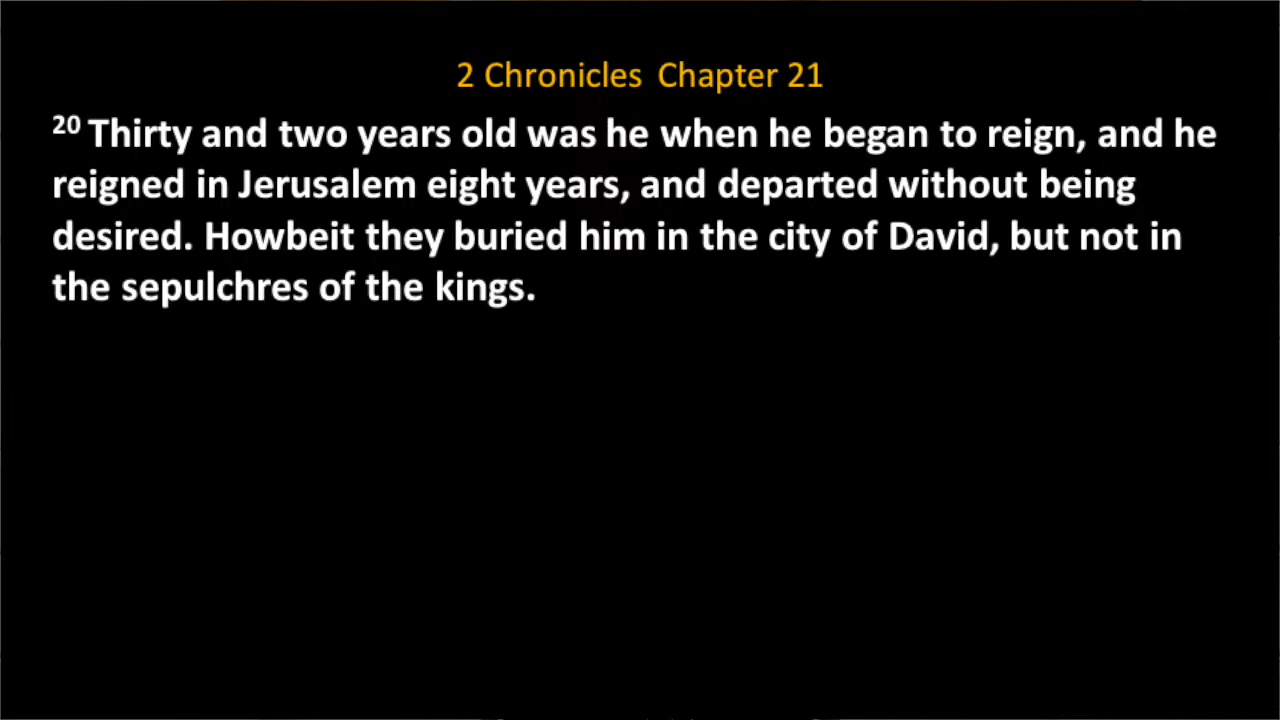 2 Chronicles Chapter 21
20 Thirty and two years old was he when he began to reign, and he
reigned in Jerusalem eight years, and departed without being
desired. Howbeit they buried him in the city of David, but not in
the sepulchres of the kings.